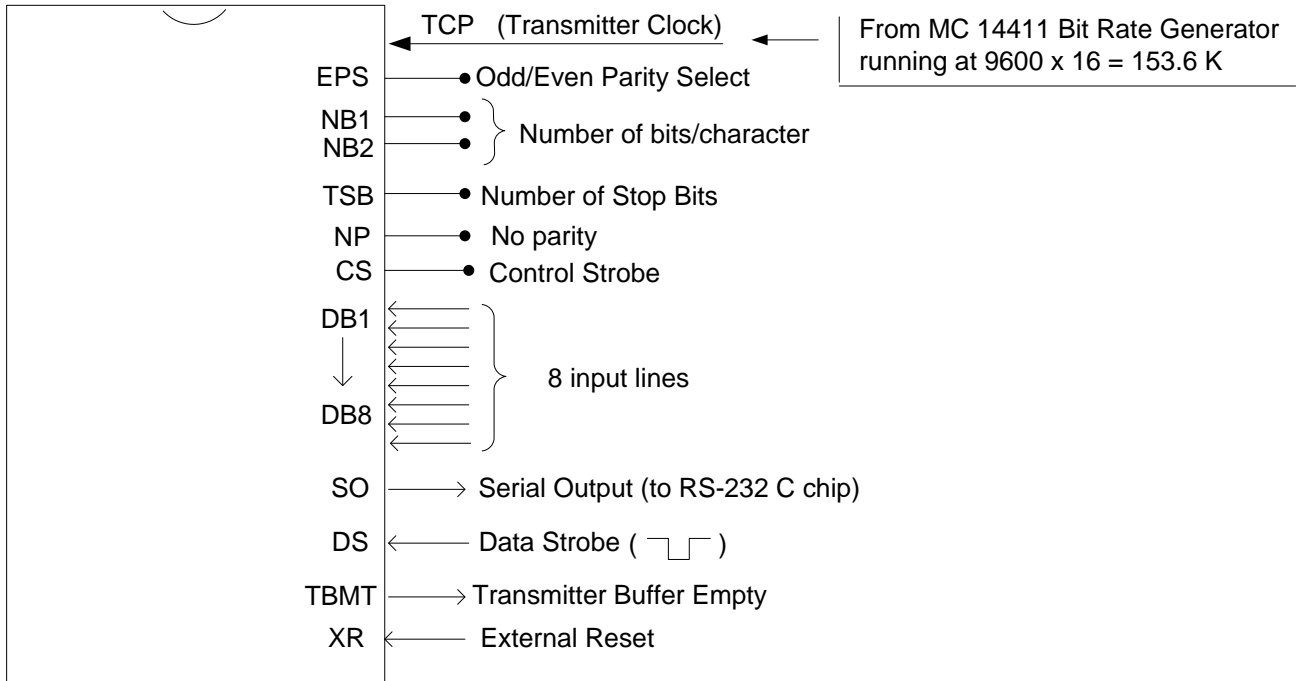 TCP (Transmitter Clock)
From MC 14411 Bit Rate Generator
running at 9600 x 16 = 153.6 K
EPS Odd/Even Parity Select
NB1
NB2
Number of bits/character
TSB Number of Stop Bits
NP No parity
CS Control Strobe
DB1
DB8
8 input lines
SO Serial Output (to RS-232 C chip)
DS Data Strobe ( )
TBMT Transmitter Buffer Empty
XR External Reset